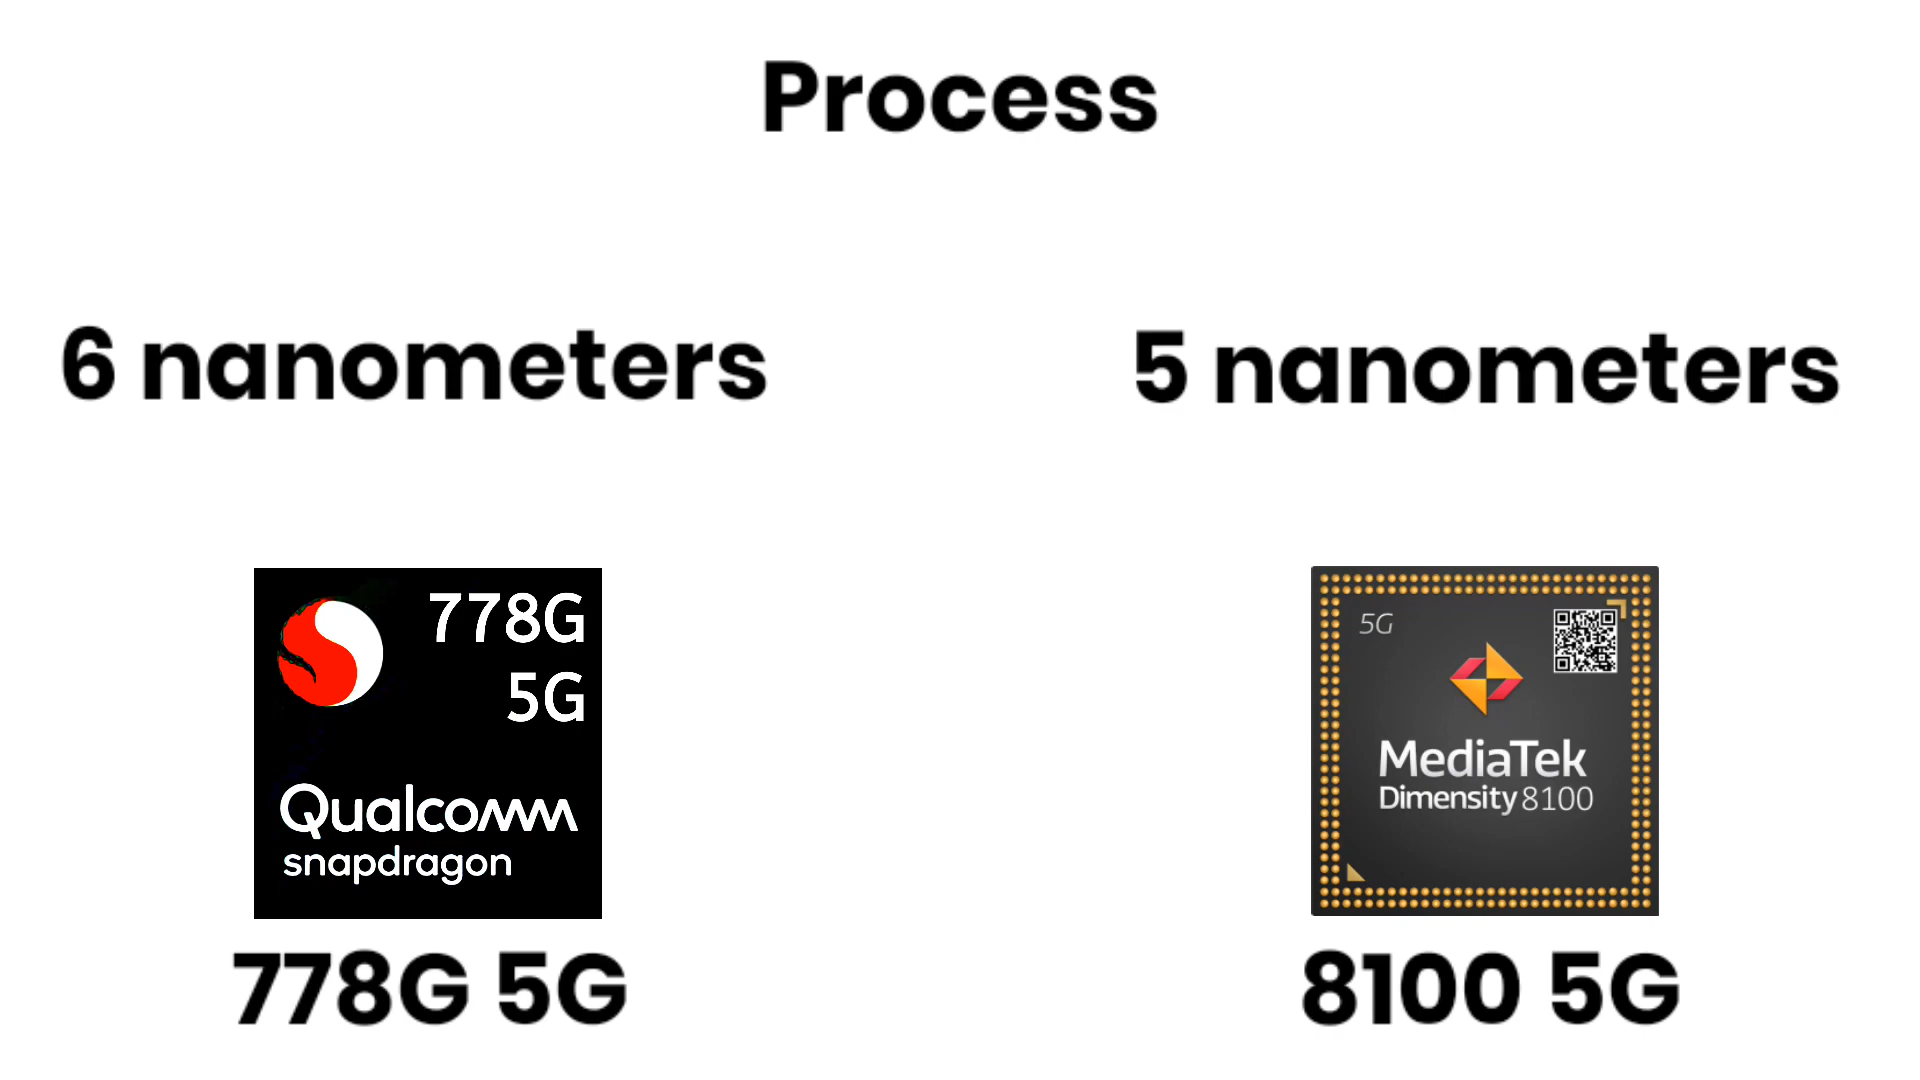 Process
6 nanometers
5 nanometers
778G
5G
Qualcomm
snapdragon
5G
MediaTek
Dimensity 8100
778G 5G
8100 5G